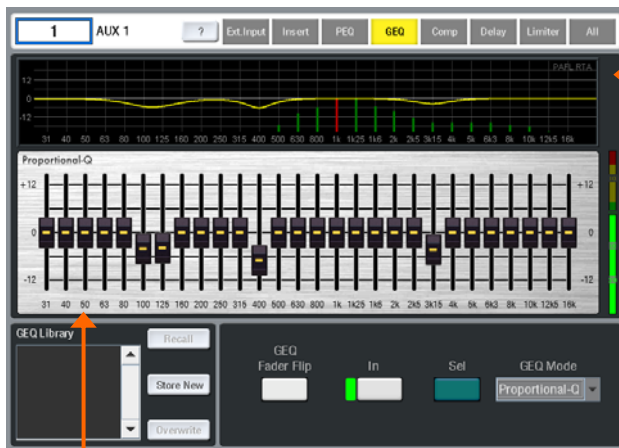 1 AUX 1 ? Ext.Input Insert PEQ GEQ Comp Delay Limiter All
PAFL RTA
12
0
-12
31 40 50 63 80 100 125 160 200 250 315 400 500 630 800 1k 1k25 1k6 2k 2k5 3k15 4k 5k 6k3 8k 10k 12k5 16k
Proportional-Q
+12 +12
0 0
-12 -12
31 40 50 63 80 100 125 160 200 250 315 400 500 630 800 1k 1k25 1k6 2k 2k5 3k15 4k 5k 6k3 8k 10k 12k5 16k
GEQ Library
Recall
Store New
Overwrite
GEQ
Fader Flip
In
Sel
GEQ Mode
Proportional-Q